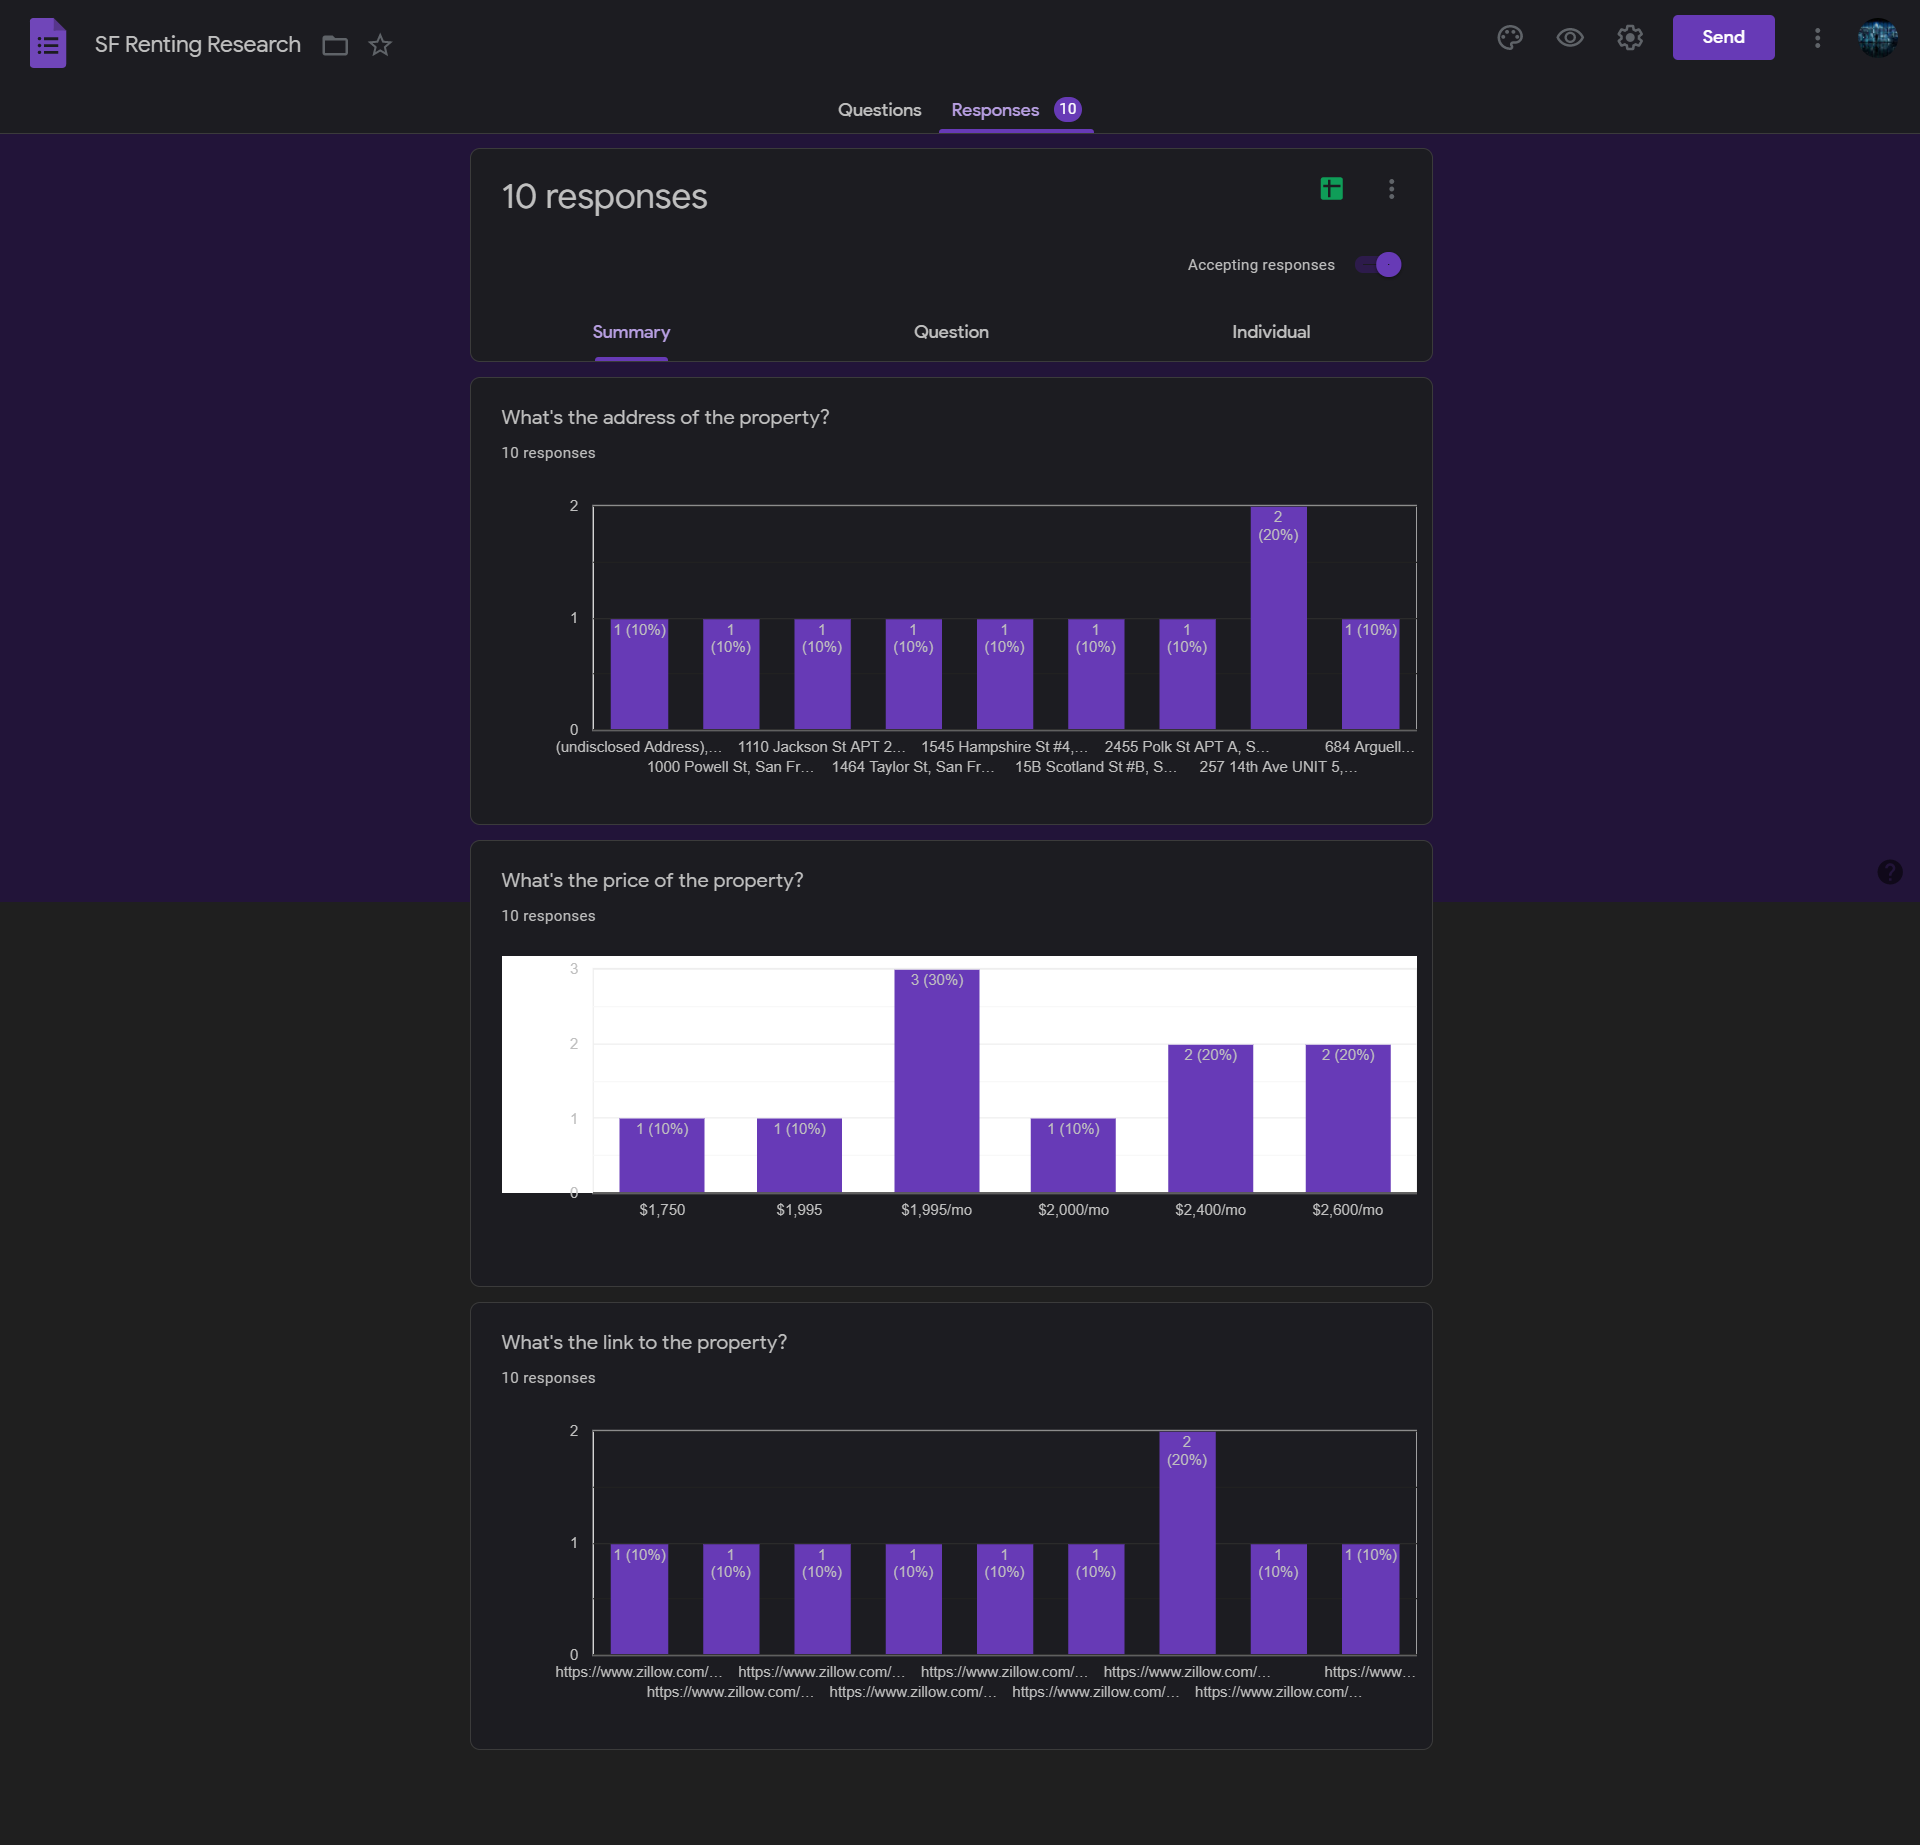 SF Renting Research
Send
Questions
Responses 10
10 responses
Accepting responses
Summary
Question
Individual
What's the address of the property?
10 responses
2
1
0
1 (10%)
1
(10%)
1
(10%)
1
(10%)
1
(10%)
1
(10%)
1
(10%)
2
(20%)
1 (10%)
(undisclosed Address),...
1110 Jackson St APT 2...
1545 Hampshire St #4,...
2455 Polk St APT A, S...
684 Arguell...
1000 Powell St, San Fr...
1464 Taylor St, San Fr...
15B Scotland St #B, S...
257 14th Ave UNIT 5,...
What's the price of the property?
10 responses
3
2
1
0
1 (10%)
1 (10%)
3 (30%)
1 (10%)
2 (20%)
2 (20%)
$1,750
$1,995
$1,995/mo
$2,000/mo
$2,400/mo
$2,600/mo
What's the link to the property?
10 responses
2
1
0
1 (10%)
1
(10%)
1
(10%)
1
(10%)
1
(10%)
1
(10%)
2
(20%)
1
(10%)
1 (10%)
https://www.zillow.com/...
https://www.zillow.com/...
https://www.zillow.com/...
https://www.zillow.com/...
https://www...
https://www.zillow.com/...
https://www.zillow.com/...
https://www.zillow.com/...
https://www.zillow.com/...